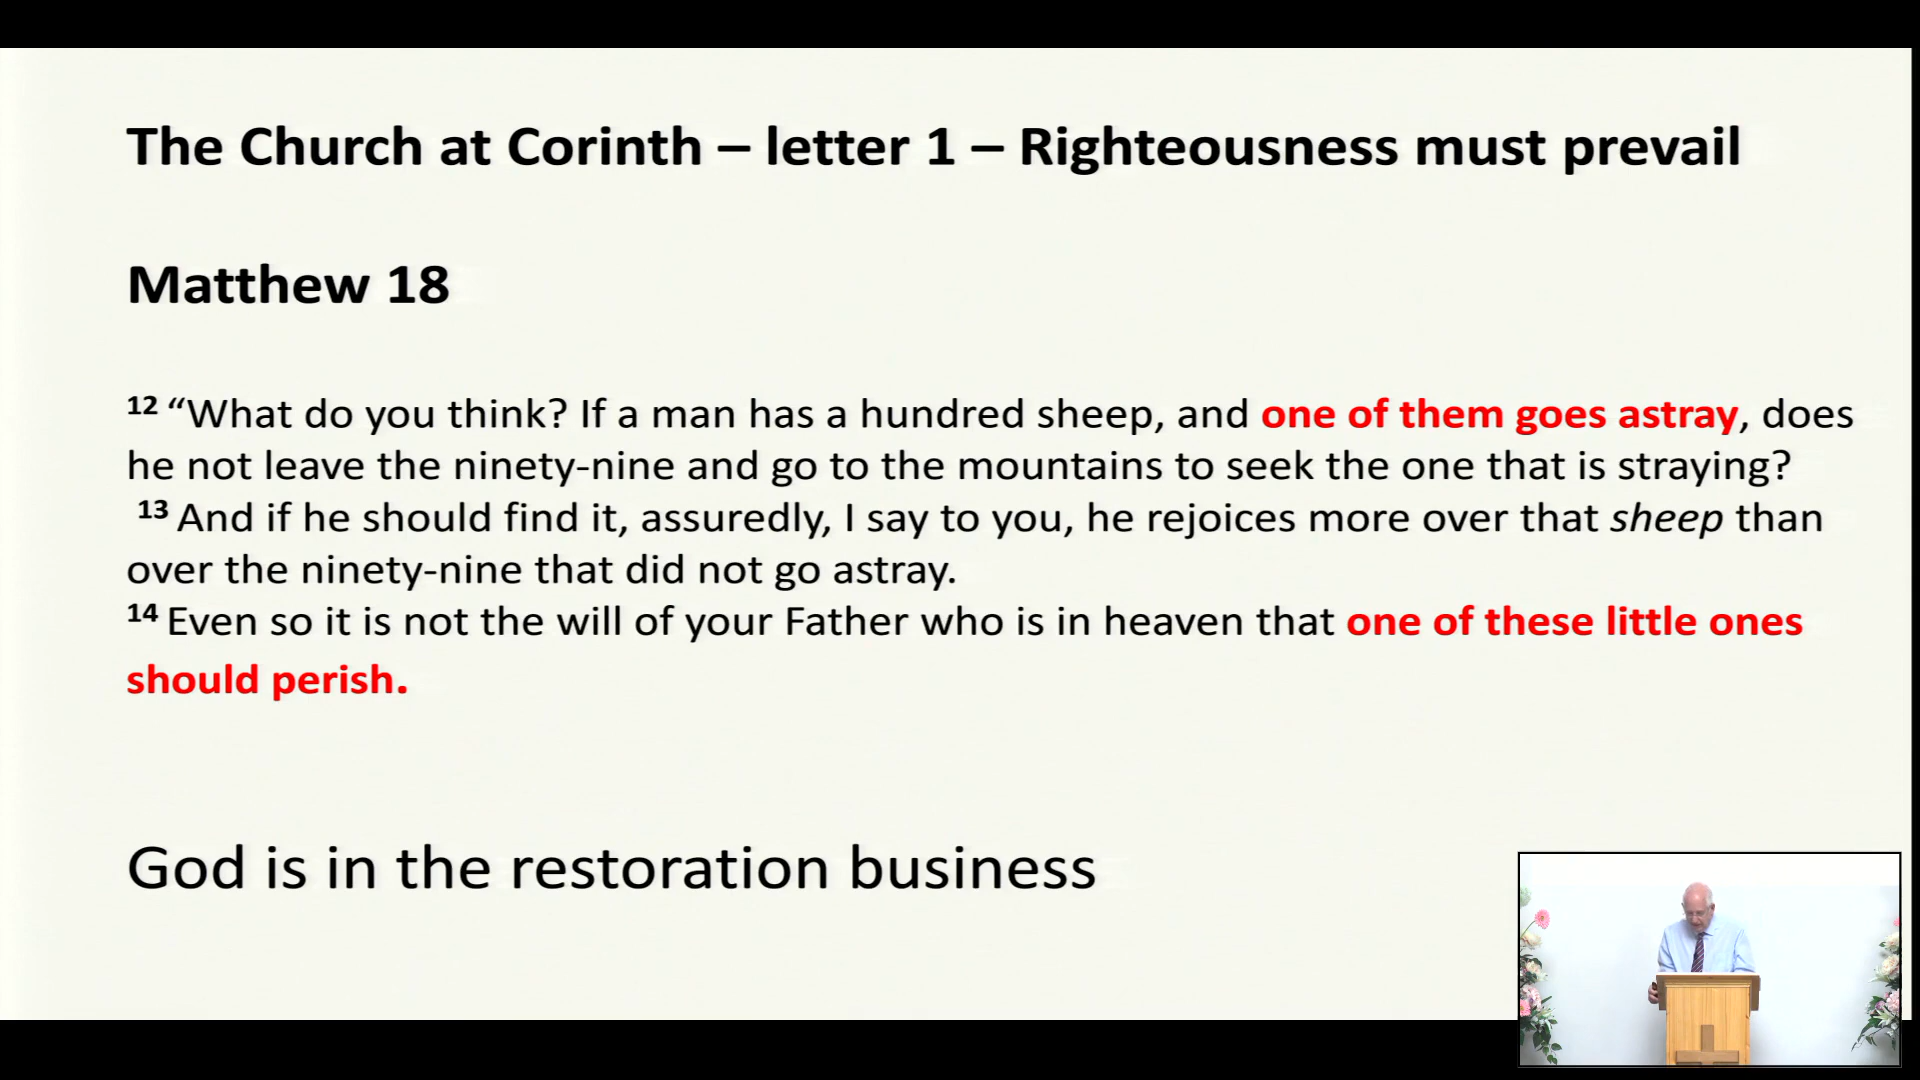 The Church at Corinth – letter 1 – Righteousness must prevail
Matthew 18
12 “What do you think? If a man has a hundred sheep, and one of them goes astray, does
he not leave the ninety-nine and go to the mountains to seek the one that is straying?
13 And if he should find it, assuredly, I say to you, he rejoices more over that sheep than
over the ninety-nine that did not go astray.
14 Even so it is not the will of your Father who is in heaven that one of these little ones
should perish.
God is in the restoration business